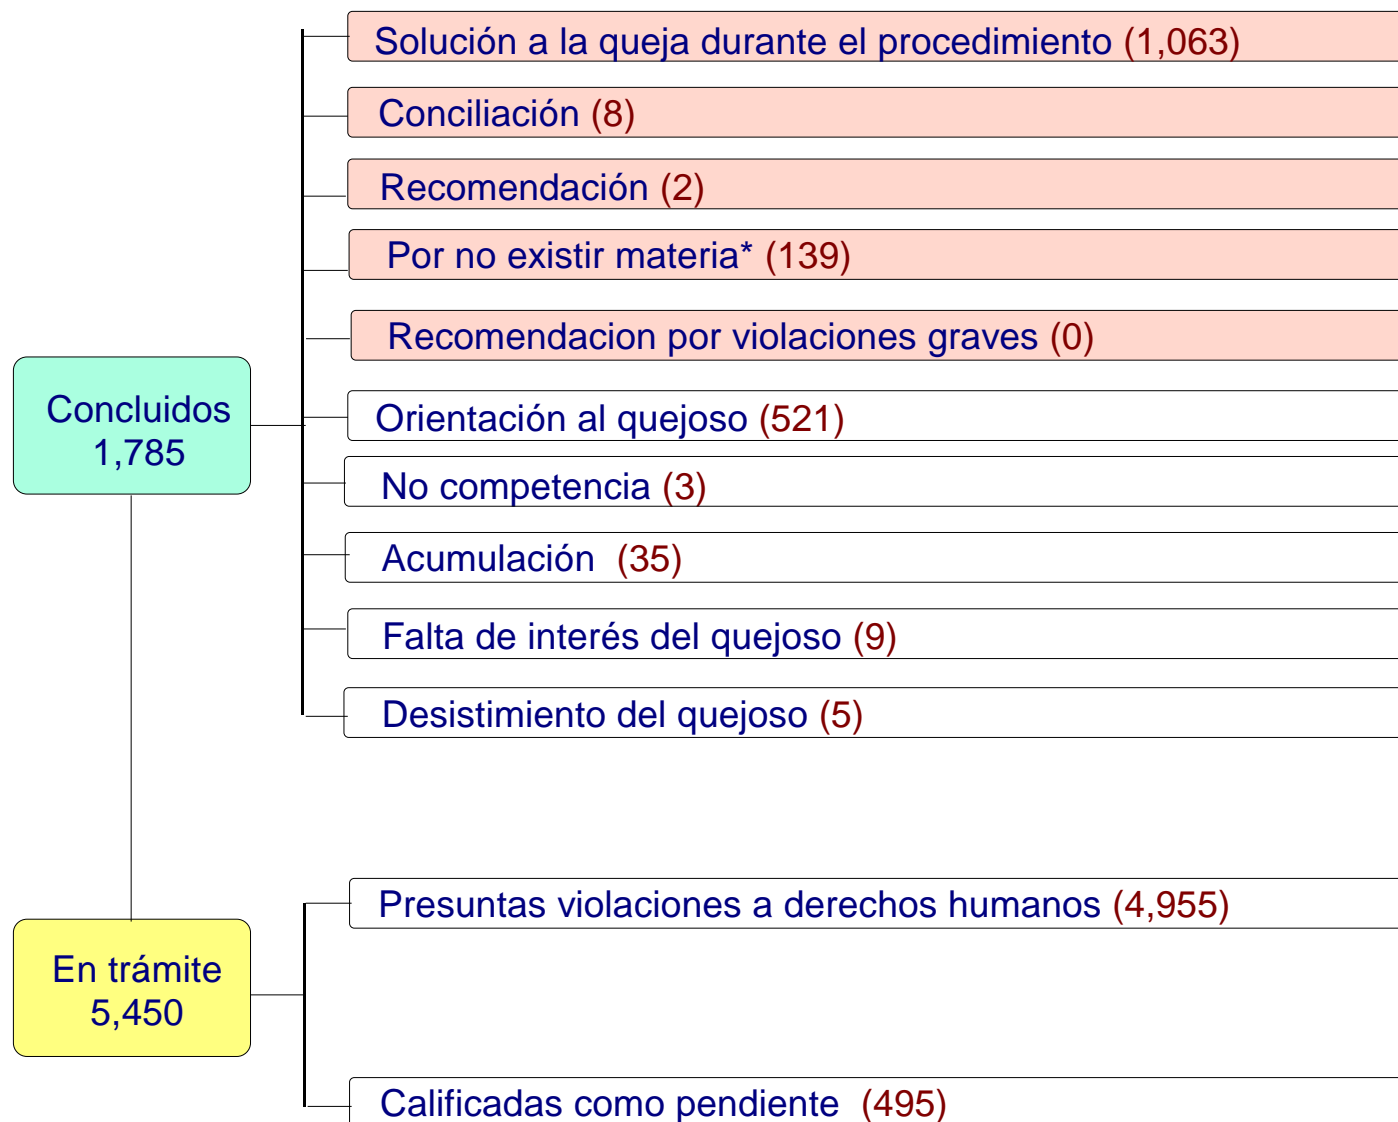 Solución a la queja durante el procedimiento (1,063)
Conciliación (8)
Recomendación (2)
Por no existir materia* (139)
Recomendacion por violaciones graves (0)
Concluidos
1,785
Orientación al quejoso (521)
No competencia (3)
Acumulación (35)
Falta de interés del quejoso (9)
Desistimiento del quejoso (5)
Presuntas violaciones a derechos humanos (4,955)
En trámite
5,450
Calificadas como pendiente (495)